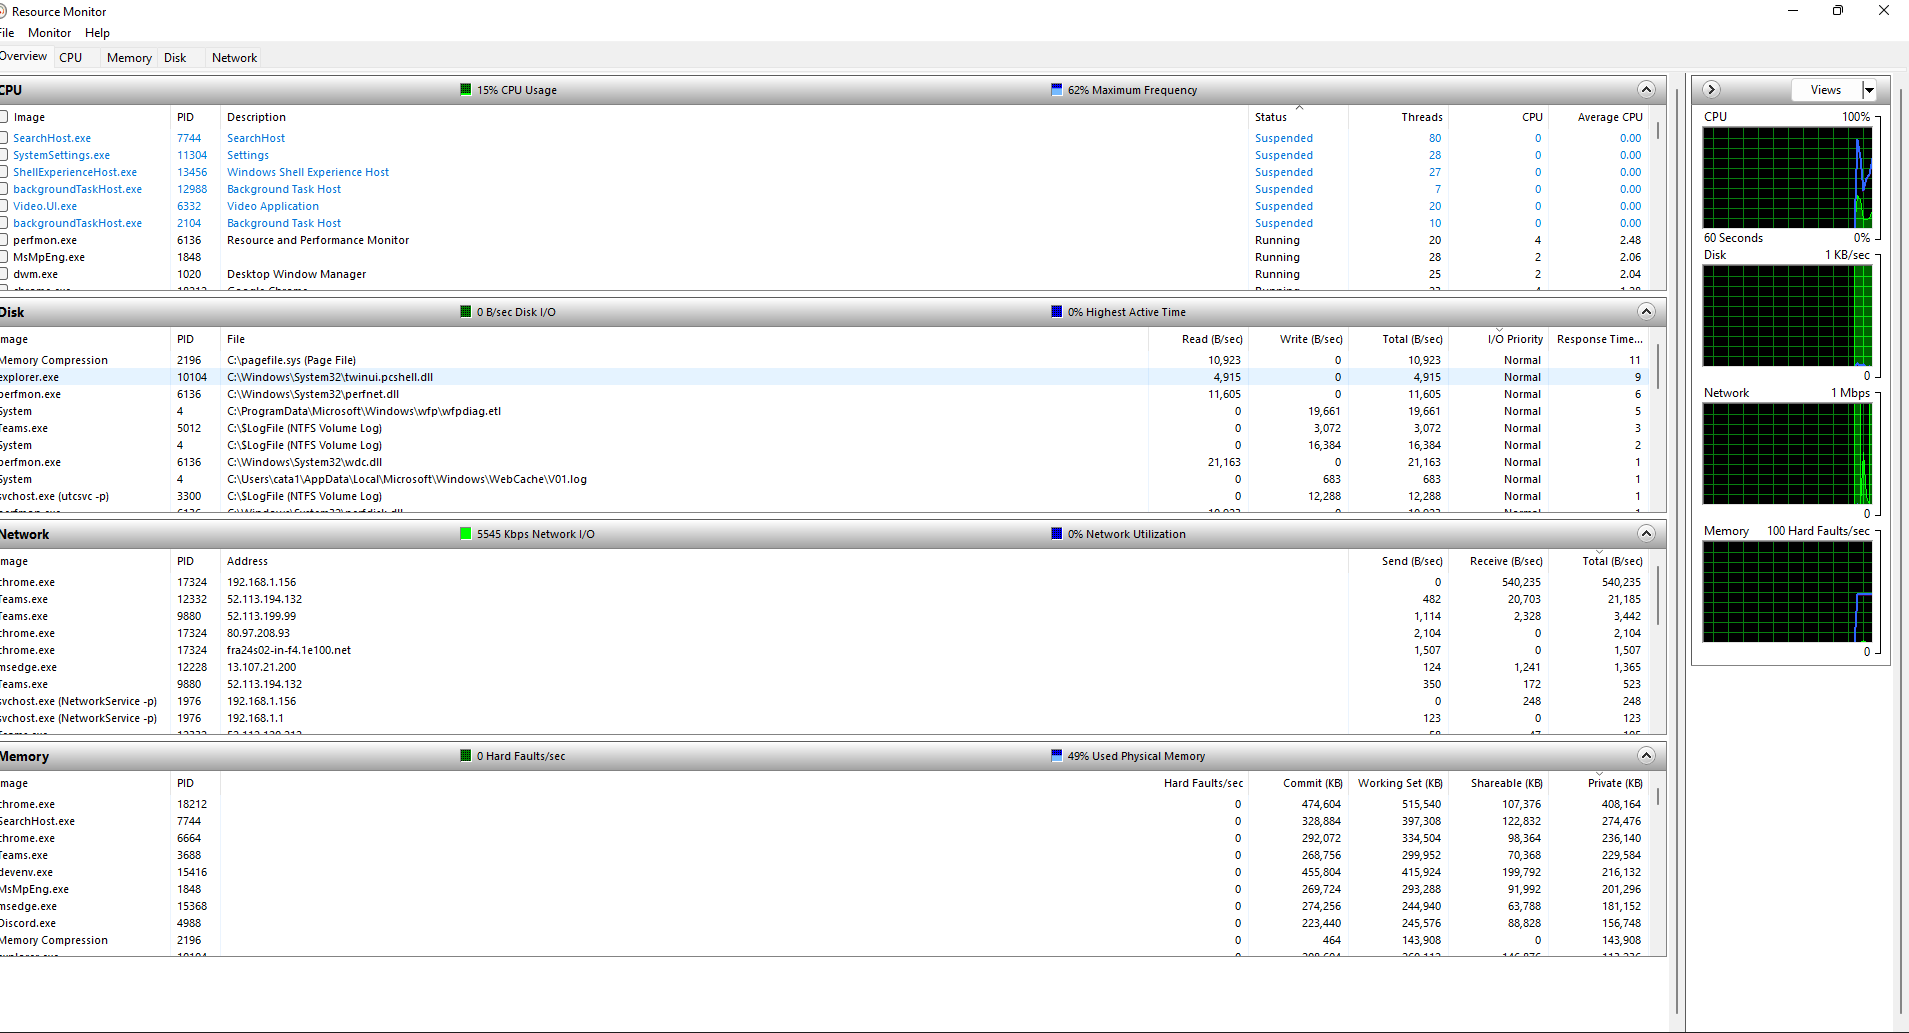 Resource Monitor
File Monitor Help
Overview CPU Memory Disk Network
CPU 15% CPU Usage 62% Maximum Frequency
Image PID Description Status Threads CPU Average CPU
SearchHost.exe 7744 SearchHost Suspended 80 0 0.00
SystemSettings.exe 11304 Settings Suspended 28 0 0.00
ShellExperienceHost.exe 13456 Windows Shell Experience Host Suspended 27 0 0.00
backgroundTaskHost.exe 12988 Background Task Host Suspended 7 0 0.00
Video.UI.exe 6332 Video Application Suspended 20 0 0.00
backgroundTaskHost.exe 2104 Background Task Host Suspended 10 0 0.00
perfmon.exe 6136 Resource and Performance Monitor Running 20 4 2.48
MsMpEng.exe 1848 Running 28 2 2.06
dwm.exe 1020 Desktop Window Manager Running 25 2 2.04
Disk 0 B/sec Disk I/O 0% Highest Active Time
Image PID File Read (B/sec) Write (B/sec) Total (B/sec) I/O Priority Response Time...
Memory Compression 2196 C:\pagefile.sys (Page File) 10,923 0 10,923 Normal 11
explorer.exe 10104 C:\Windows\System32\twinui.pcshell.dll 4,915 0 4,915 Normal 9
perfmon.exe 6136 C:\Windows\System32\perfnet.dll 11,605 0 11,605 Normal 6
System 4 C:\ProgramData\Microsoft\Windows\wfp\wfpdiag.etl 0 19,661 19,661 Normal 5
Teams.exe 5012 C:\$LogFile (NTFS Volume Log) 0 3,072 3,072 Normal 3
System 4 C:\$LogFile (NTFS Volume Log) 0 16,384 16,384 Normal 2
perfmon.exe 6136 C:\Windows\System32\wdc.dll 21,163 0 21,163 Normal 1
System 4 C:\Users\cata1\AppData\Local\Microsoft\Windows\WebCache\V01.log 0 683 683 Normal 1
svchost.exe (utcsvc -p) 3300 C:\$LogFile (NTFS Volume Log) 0 12,288 12,288 Normal 1
Network 5545 Kbps Network I/O 0% Network Utilization
Image PID Address Send (B/sec) Receive (B/sec) Total (B/sec)
chrome.exe 17324 192.168.1.156 0 540,235 540,235
Teams.exe 12332 52.113.194.132 482 20,703 21,185
Teams.exe 9880 52.113.199.99 1,114 2,328 3,442
chrome.exe 17324 80.97.208.93 2,104 0 2,104
chrome.exe 17324 fra24s02-in-f4.1e100.net 1,507 0 1,507
msedge.exe 12228 13.107.21.200 124 1,241 1,365
Teams.exe 9880 52.113.194.132 350 172 523
svchost.exe (NetworkService -p) 1976 192.168.1.156 0 248 248
svchost.exe (NetworkService -p) 1976 192.168.1.1 123 0 123
Memory 0 Hard Faults/sec 49% Used Physical Memory
Image PID Hard Faults/sec Commit (KB) Working Set (KB) Shareable (KB) Private (KB)
chrome.exe 18212 0 474,604 515,540 107,376 408,164
SearchHost.exe 7744 0 328,884 397,308 122,832 274,476
chrome.exe 6664 0 292,072 334,504 98,364 236,140
Teams.exe 3688 0 268,756 299,952 70,368 229,584
devenv.exe 15416 0 455,804 415,924 199,792 216,132
MsMpEng.exe 1848 0 269,724 293,288 91,992 201,296
msedge.exe 15368 0 274,256 244,940 63,788 181,152
Discord.exe 4988 0 223,440 245,576 88,828 156,748
Memory Compression 2196 0 464 143,908 0 143,908
Views
CPU 100%
60 Seconds 0%
Disk 1 KB/sec
0
Network 1 Mbps
0
Memory 100 Hard Faults/sec
0